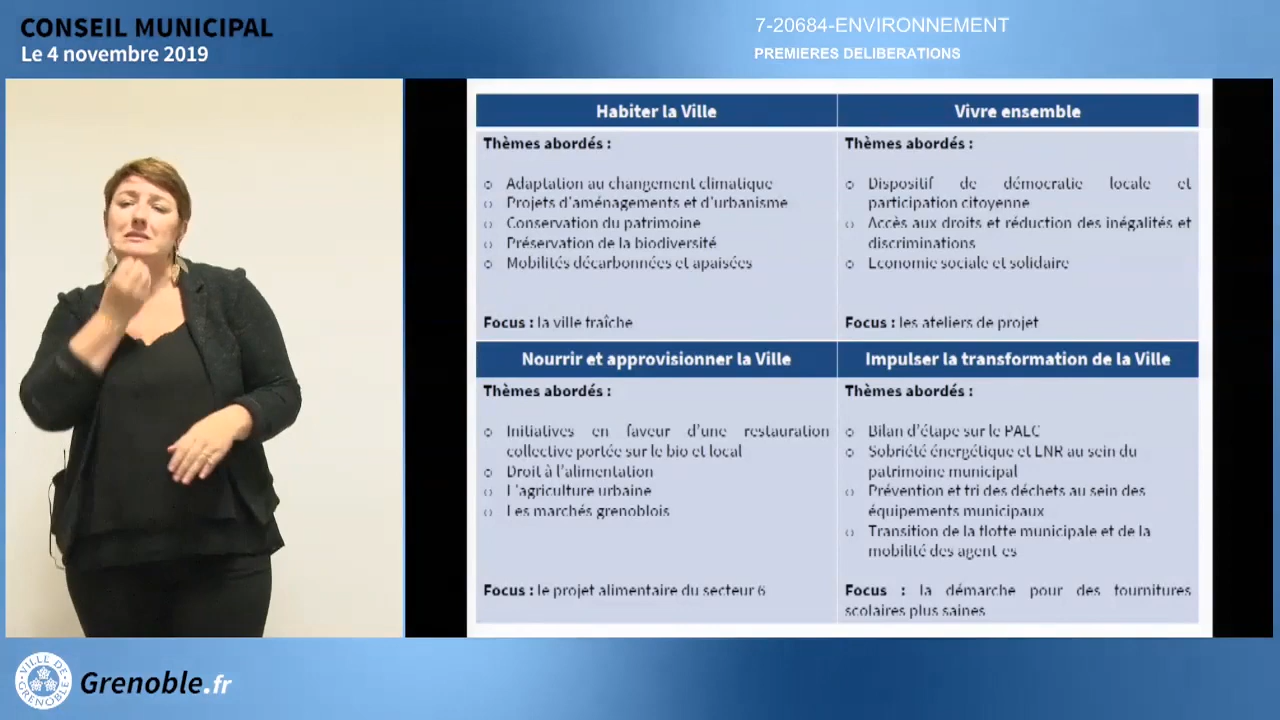 CONSEIL MUNICIPAL
Le 4 novembre 2019
7-20684-ENVIRONNEMENT
PREMIERES DELIBERATIONS
Habiter la Ville
Thèmes abordés :
Adaptation au changement climatique
Projets d'aménagements et d'urbanisme
Conservation du patrimoine
Préservation de la biodiversité
Mobilités décarbonnées et apaisées
Focus : la ville fraîche
Vivre ensemble
Thèmes abordés :
Dispositif de démocratie locale et
participation citoyenne
Accès aux droits et réduction des inégalités et
discriminations
Economie sociale et solidaire
Focus : les ateliers de projet
Nourrir et approvisionner la Ville
Thèmes abordés :
Initiatives en faveur d'une restauration
collective portée sur le bio et local
Droit à l'alimentation
L'agriculture urbaine
Les marchés grenoblois
Focus : le projet alimentaire du secteur 6
Impulser la transformation de la Ville
Thèmes abordés :
Bilan d'étape sur le PAEC
Sobriété énergétique et ENR au sein du
patrimoine municipal
Prévention et tri des déchets au sein des
équipements municipaux
Transition de la flotte municipale et de la
mobilité des agent·es
Focus : la démarche pour des fournitures
scolaires plus saines
VILLE DE GRENOBLE
Grenoble.fr